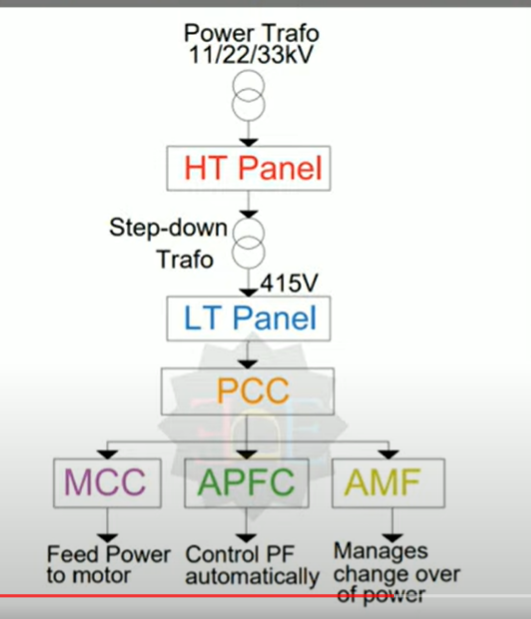 Power Trafo
11/22/33kV
HT Panel
Step-down
Trafo
415V
LT Panel
PCC
MCC
APFC
AMF
Feed Power
to motor
Control PF
automatically
Manages
change over
of power